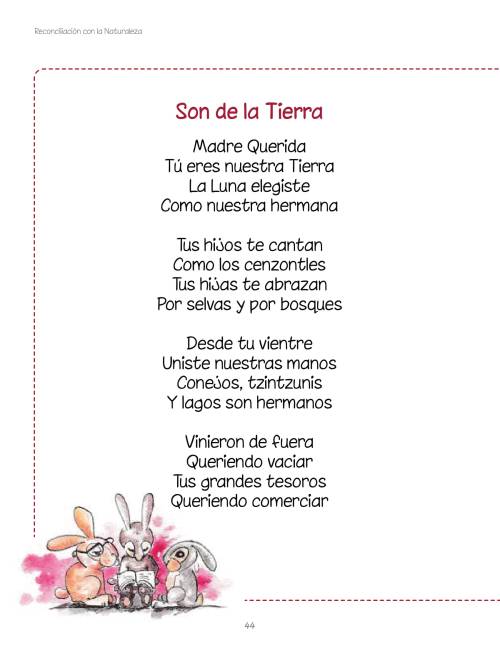 Reconciliación con la Naturaleza
Son de la Tierra
Madre Querida
Tú eres nuestra Tierra
La Luna elegiste
Como nuestra hermana
Tus hijos te cantan
Como los cenzontles
Tus hijas te abrazan
Por selvas y por bosques
Desde tu vientre
Uniste nuestras manos
Conejos, tzintzunis
Y lagos son hermanos
Vinieron de fuera
Queriendo vaciar
Tus grandes tesoros
Queriendo comerciar
44